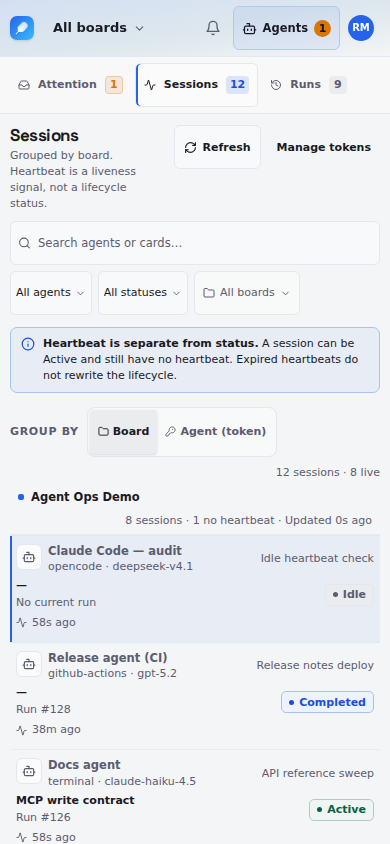 All boards
Agents 1
RM
Attention 1
Sessions 12
Runs 9
Sessions
Grouped by board.
Heartbeat is a liveness
signal, not a lifecycle
status.
Refresh
Manage tokens
Search agents or cards…
All agents
All statuses
All boards
Heartbeat is separate from status. A session can be
Active and still have no heartbeat. Expired heartbeats do
not rewrite the lifecycle.
GROUP BY
Board
Agent (token)
12 sessions · 8 live
Agent Ops Demo
8 sessions · 1 no heartbeat · Updated 0s ago
Claude Code — audit
opencode · deepseek-v4.1
Idle heartbeat check
—
No current run
Idle
58s ago
Release agent (CI)
github-actions · gpt-5.2
Release notes deploy
—
Run #128
Completed
38m ago
Docs agent
terminal · claude-haiku-4.5
API reference sweep
MCP write contract
Run #126
Active
58s ago